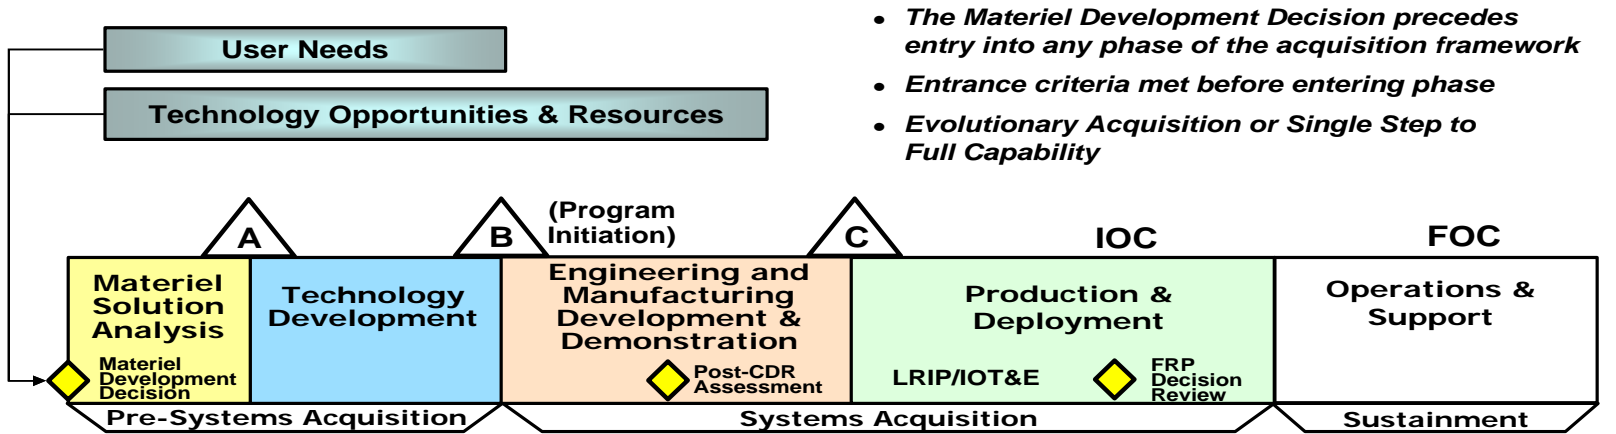 User Needs
Technology Opportunities & Resources
• The Materiel Development Decision precedes
entry into any phase of the acquisition framework
• Entrance criteria met before entering phase
• Evolutionary Acquisition or Single Step to
Full Capability
A
B
(Program
Initiation)
C
IOC
FOC
Materiel
Solution
Analysis
Materiel
Development
Decision
Technology
Development
Engineering and
Manufacturing
Development &
Demonstration
Post-CDR
Assessment
Production &
Deployment
LRIP/IOT&E
FRP
Decision
Review
Operations &
Support
Pre-Systems Acquisition
Systems Acquisition
Sustainment